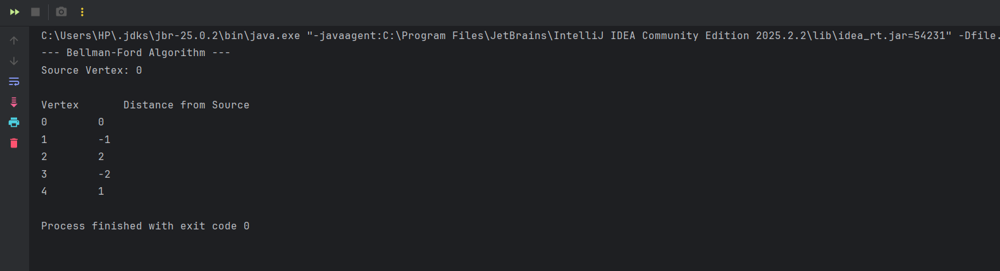 C:\Users\HP\.jdks\jbr-25.0.2\bin\java.exe "-javaagent:C:\Program Files\JetBrains\IntelliJ IDEA Community Edition 2025.2.2\lib\idea_rt.jar=54231" -Dfile.
--- Bellman-Ford Algorithm ---
Source Vertex: 0
Vertex       Distance from Source
0        0
1        -1
2        2
3        -2
4        1
Process finished with exit code 0